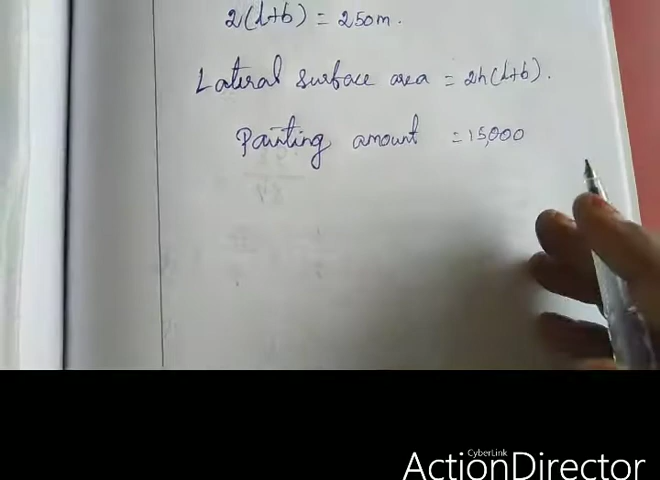 2(l+b) = 250m.
Lateral surface area = 2h(l+b).
Painting amount = 15,000
CyberLink
ActionDirector